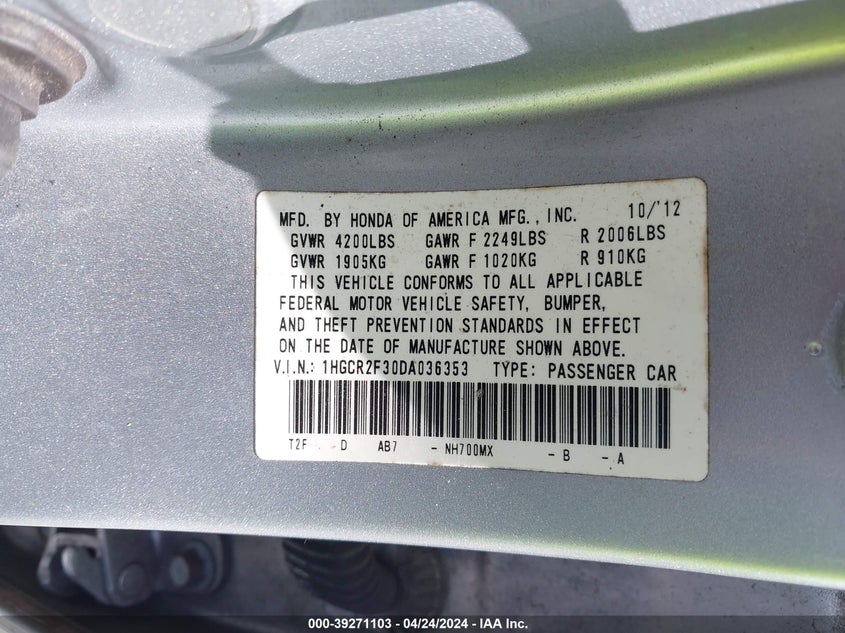 MFD. BY HONDA OF AMERICA MFG., INC. 10/'12
GVWR 4200LBS GAWR F 2249LBS R 2006LBS
GVWR 1905KG GAWR F 1020KG R 910KG
THIS VEHICLE CONFORMS TO ALL APPLICABLE
FEDERAL MOTOR VEHICLE SAFETY, BUMPER,
AND THEFT PREVENTION STANDARDS IN EFFECT
ON THE DATE OF MANUFACTURE SHOWN ABOVE.
V.I.N.: 1HGCR2F30DA036353 TYPE: PASSENGER CAR
T2F D AB7 - NH700MX - B - A
000-39271103 — 04/24/2024 — IAA Inc.